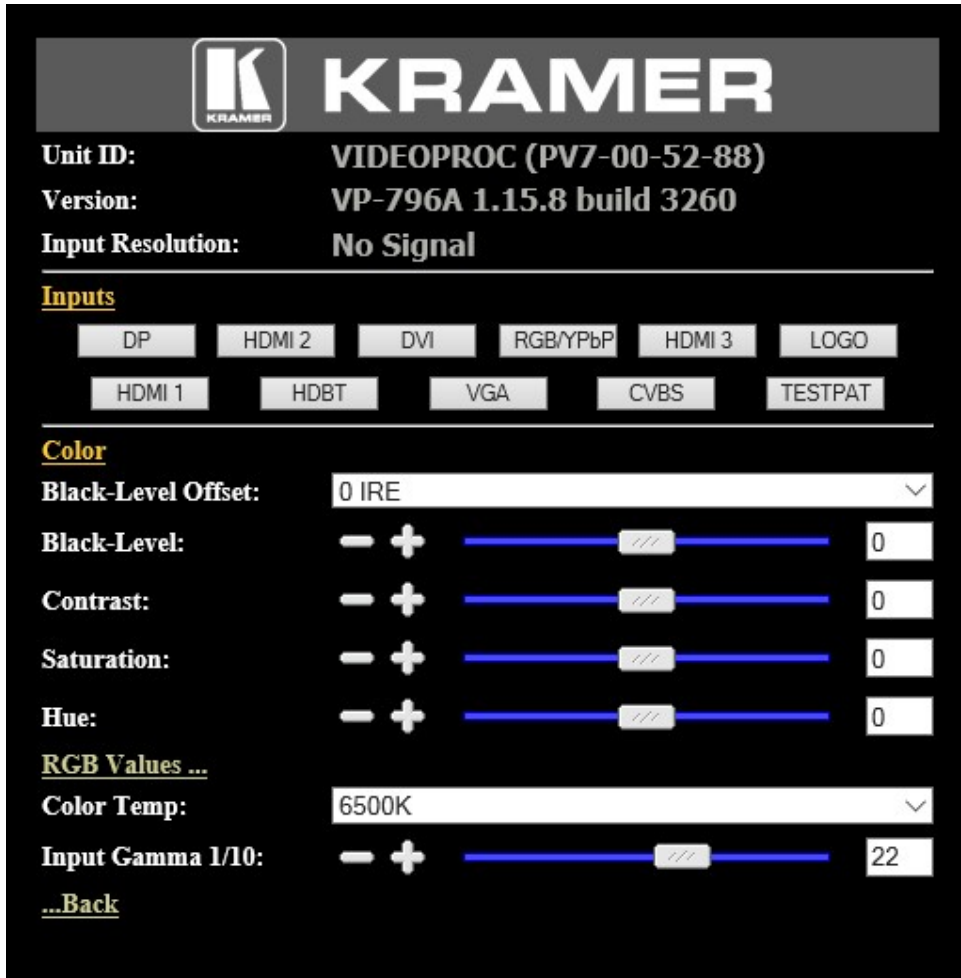 KRAMER KRAMER
Unit ID: VIDEOPROC (PV7-00-52-88)
Version: VP-796A 1.15.8 build 3260
Input Resolution: No Signal
Inputs
DP HDMI 2 DVI RGB/YPbP HDMI 3 LOGO
HDMI 1 HDBT VGA CVBS TESTPAT
Color
Black-Level Offset: 0 IRE
Black-Level: 0
Contrast: 0
Saturation: 0
Hue: 0
RGB Values ...
Color Temp: 6500K
Input Gamma 1/10: 22
...Back